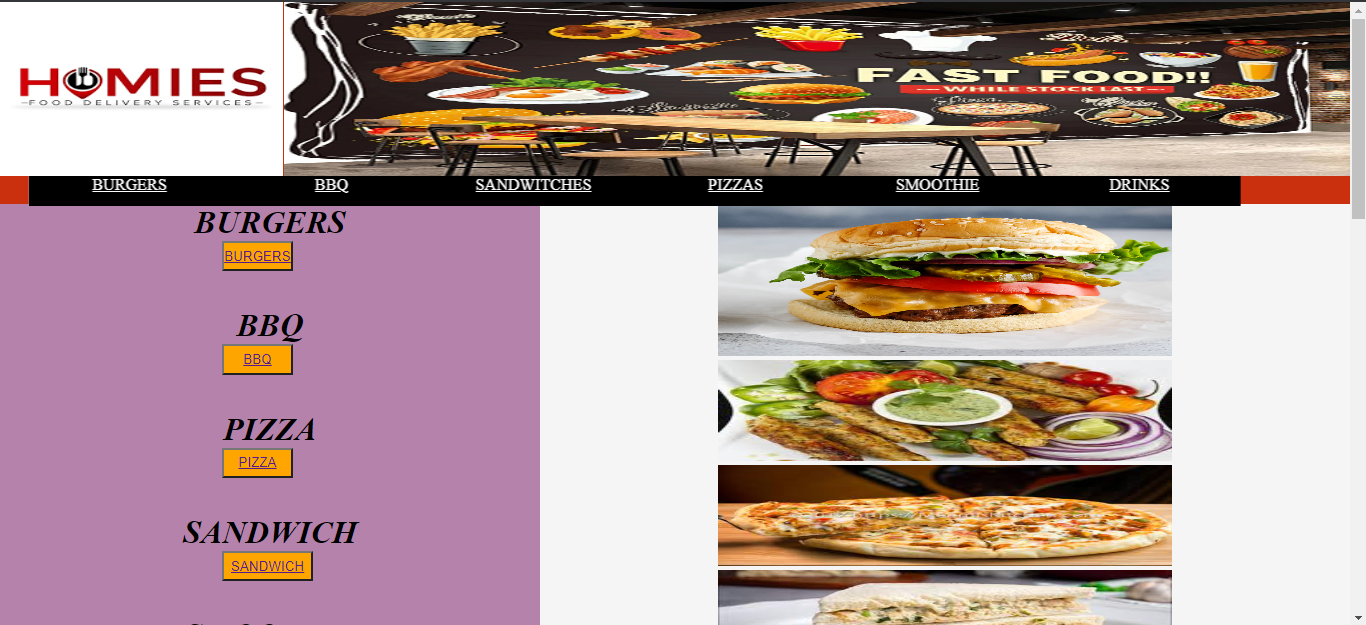 HOMIES
FOOD DELIVERY SERVICES
FAST FOOD!!
WHILE STOCK LAST
BURGERS BBQ SANDWITCHES PIZZAS SMOOTHIE DRINKS
BURGERS
BURGERS
BBQ
BBQ
PIZZA
PIZZA
SANDWICH
SANDWICH